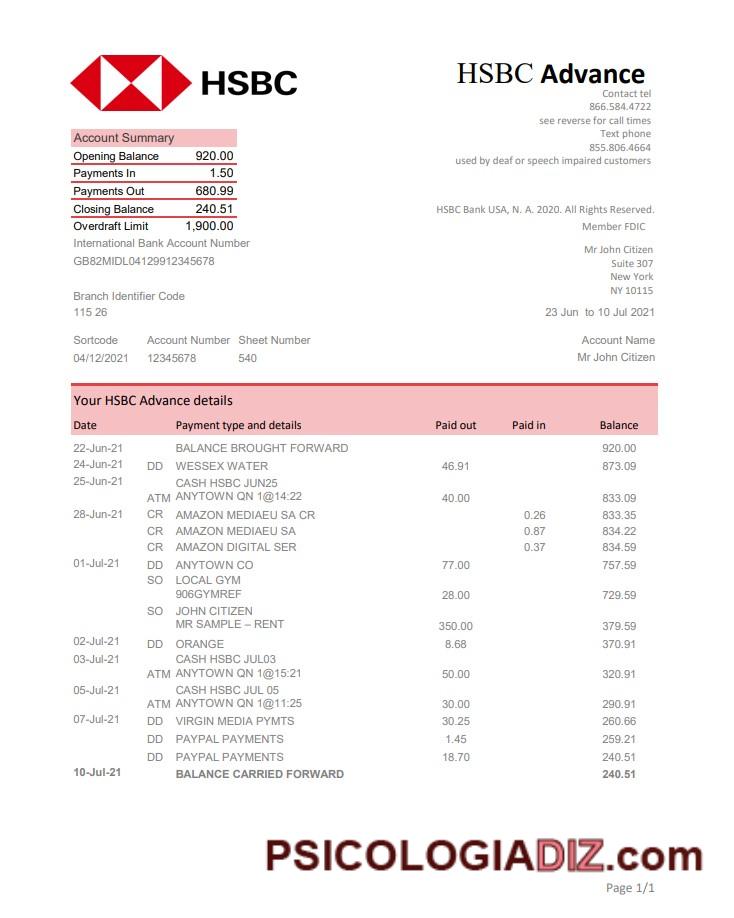 HSBC
HSBC Advance
Contact tel
866.584.4722
see reverse for call times
Text phone
855.806.4664
used by deaf or speech impaired customers
Account Summary
Opening Balance 920.00
Payments In 1.50
Payments Out 680.99
Closing Balance 240.51
Overdraft Limit 1,900.00
International Bank Account Number
GB82MIDL04129912345678
Branch Identifier Code
115 26
HSBC Bank USA, N. A. 2020. All Rights Reserved.
Member FDIC
Mr John Citizen
Suite 307
New York
NY 10115
23 Jun to 10 Jul 2021
Sortcode Account Number Sheet Number Account Name
04/12/2021 12345678 540 Mr John Citizen
Your HSBC Advance details
Date Payment type and details Paid out Paid in Balance
22-Jun-21 BALANCE BROUGHT FORWARD 920.00
24-Jun-21 DD WESSEX WATER 46.91 873.09
25-Jun-21 CASH HSBC JUN25
ATM ANYTOWN QN 1@14:22 40.00 833.09
28-Jun-21 CR AMAZON MEDIAEU SA CR 0.26 833.35
CR AMAZON MEDIAEU SA 0.87 834.22
CR AMAZON DIGITAL SER 0.37 834.59
01-Jul-21 DD ANYTOWN CO 77.00 757.59
SO LOCAL GYM
906GYMREF 28.00 729.59
SO JOHN CITIZEN
MR SAMPLE – RENT 350.00 379.59
02-Jul-21 DD ORANGE 8.68 370.91
03-Jul-21 CASH HSBC JUL03
ATM ANYTOWN QN 1@15:21 50.00 320.91
05-Jul-21 CASH HSBC JUL 05
ATM ANYTOWN QN 1@11:25 30.00 290.91
07-Jul-21 DD VIRGIN MEDIA PYMTS 30.25 260.66
DD PAYPAL PAYMENTS 1.45 259.21
DD PAYPAL PAYMENTS 18.70 240.51
10-Jul-21 BALANCE CARRIED FORWARD 240.51
PSICOLOGIADIZ.com
Page 1/1